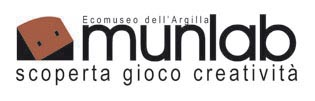 Ecomuseo dell'Argilla
munlab
scoperta gioco creatività